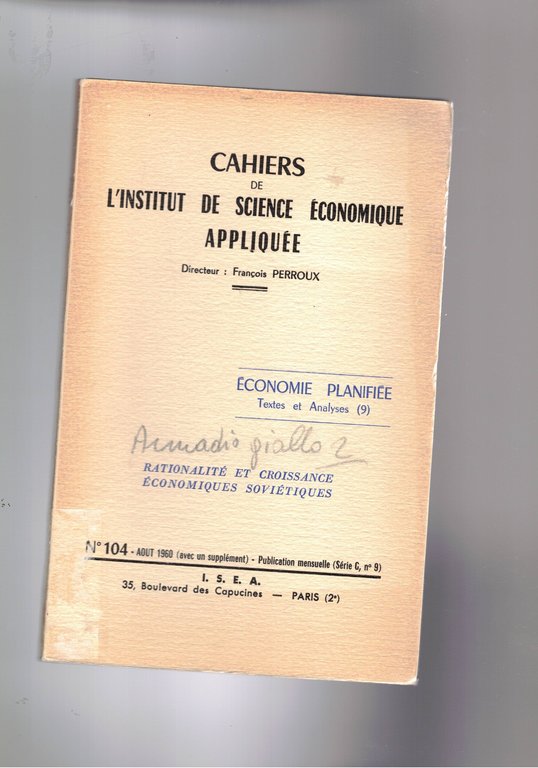 CAHIERS
DE
L'INSTITUT DE SCIENCE ÉCONOMIQUE
APPLIQUÉE
Directeur : François PERROUX
ÉCONOMIE PLANIFIÉE
Textes et Analyses (9)
Armadio giallo 2
RATIONALITÉ ET CROISSANCE
ÉCONOMIQUES SOVIÉTIQUES
N° 104 - AOUT 1960 (avec un supplément) - Publication mensuelle (Série G, n° 9)
I. S. E. A.
35, Boulevard des Capucines — PARIS (2e)